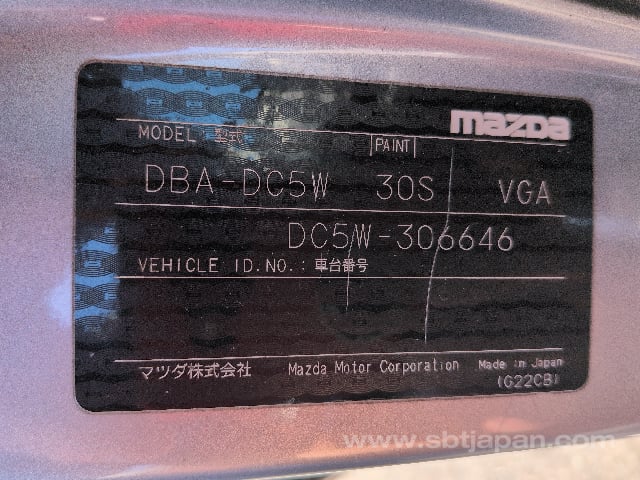 mazda
MODEL 型式 PAINT
DBA-DC5W 30S VGA
DC5W-306646
VEHICLE ID.NO.: 車台番号
マツダ株式会社 Mazda Motor Corporation Made in Japan
(G22CB)
www.sbtjapan.com